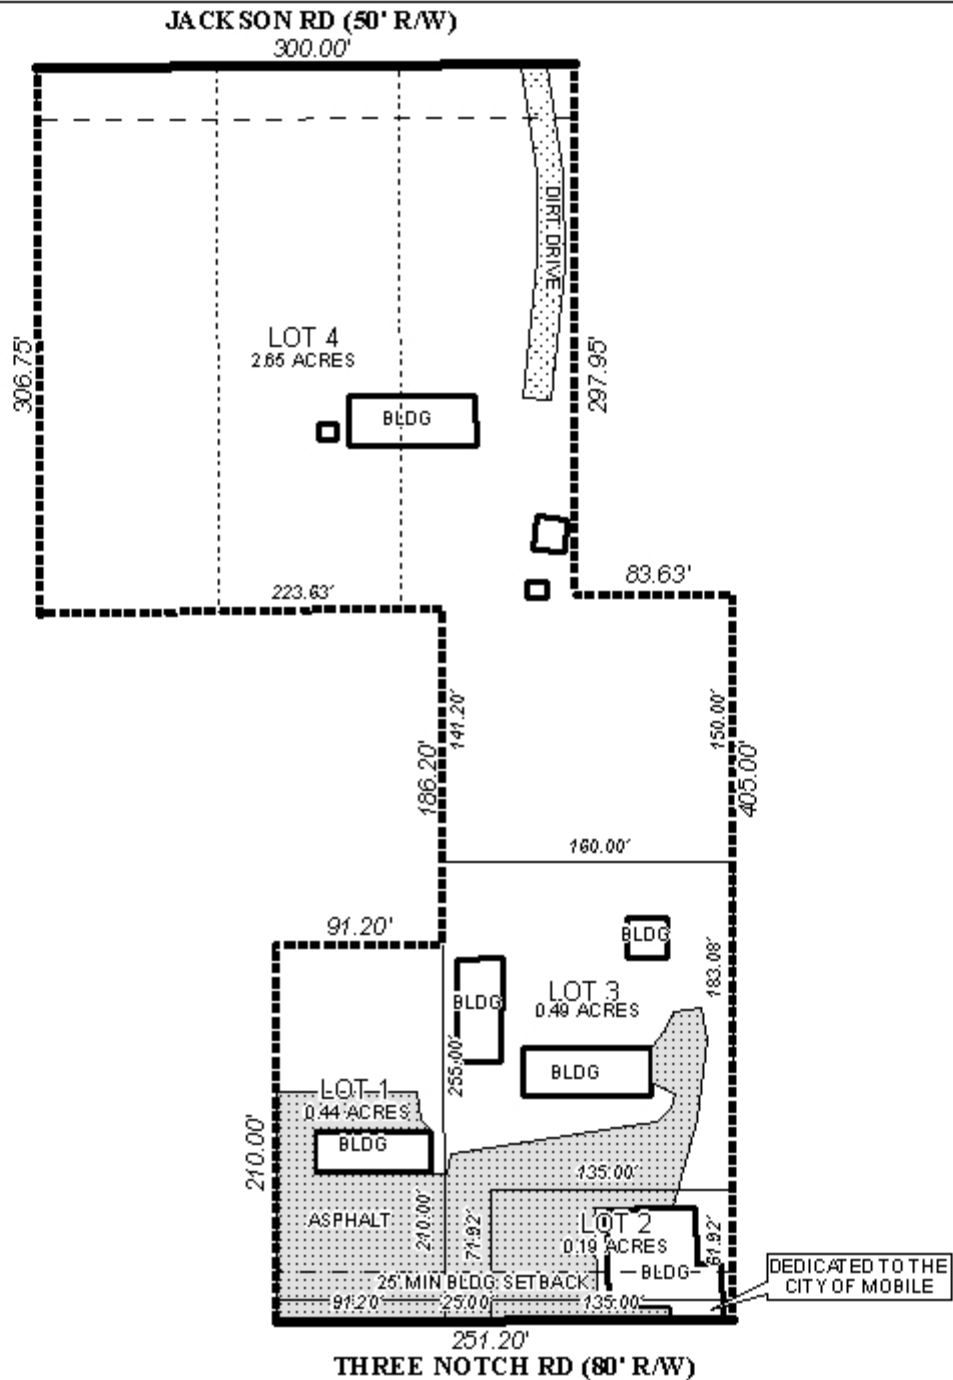 JACKSON RD (50' R/W)
300.00'
DIRT DRIVE
LOT 4
2.65 ACRES
306.75'
297.95'
BLDG
83.63'
223.63'
141.20'
186.20'
150.00'
405.00'
160.00'
91.20'
BLDG
183.08'
LOT 3
0.49 ACRES
BLDG
255.00'
BLDG
LOT 1
0.44 ACRES
BLDG
210.00'
135.00'
ASPHALT
210.00'
71.92'
LOT 2
0.19 ACRES
61.92'
BLDG
DEDICATED TO THE
CITY OF MOBILE
25' MIN BLDG SETBACK
91.20'
25.00'
135.00'
251.20'
THREE NOTCH RD (80' R/W)